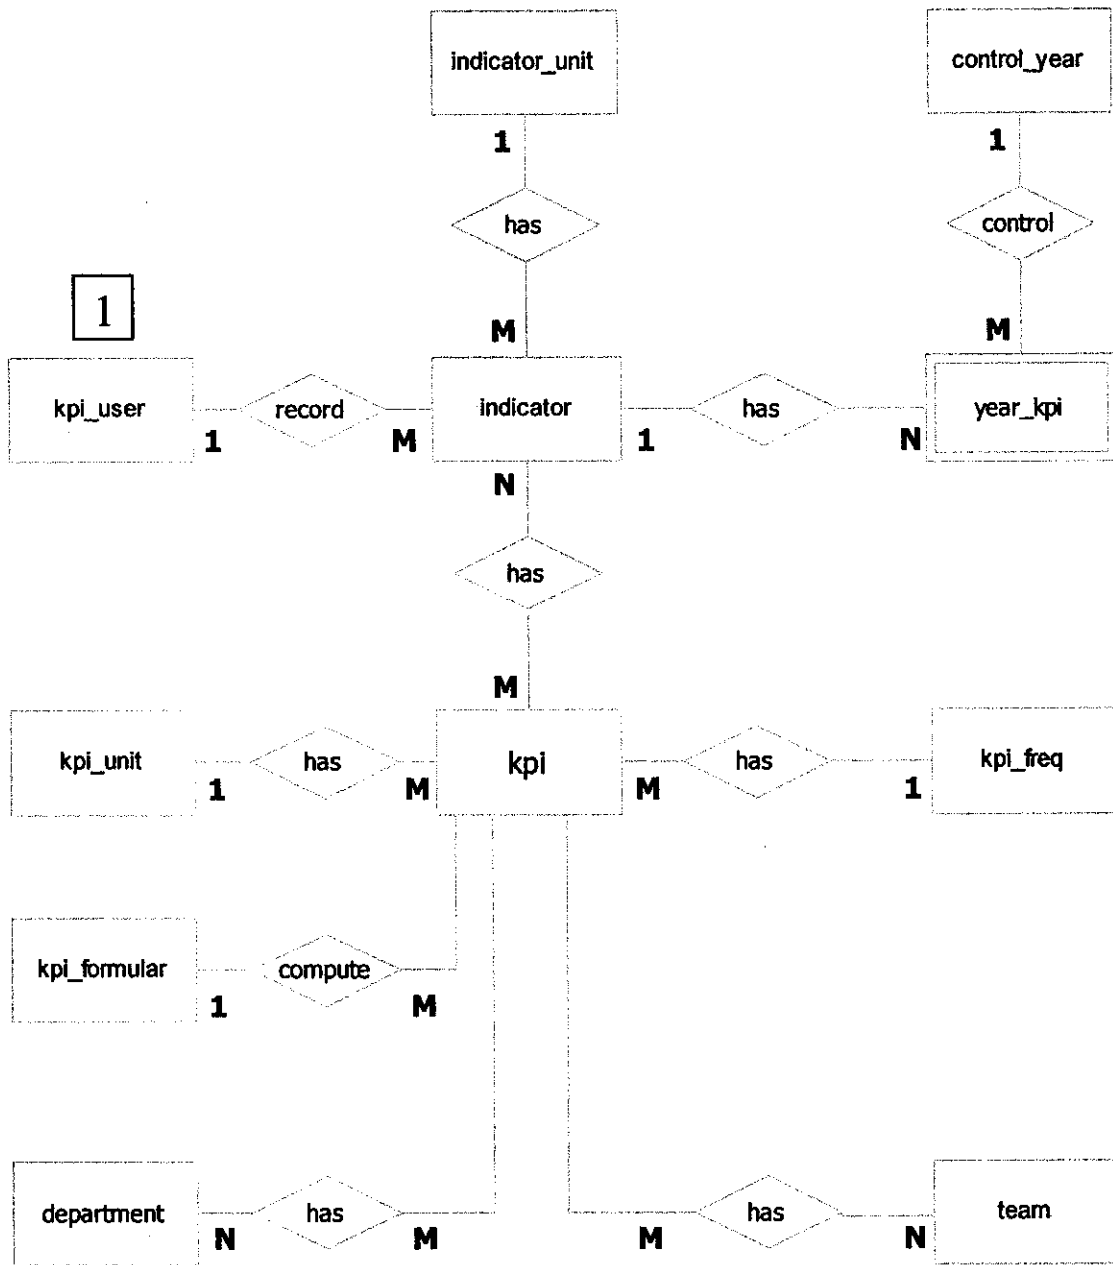 indicator_unit
control_year
1
1
has
control
1
M
M
kpi_user
record
indicator
has
year_kpi
1
M
1
N
N
has
M
kpi_unit
has
kpi
has
kpi_freq
1
M
M
1
kpi_formular
compute
1
M
department
has
has
team
N
M
M
N